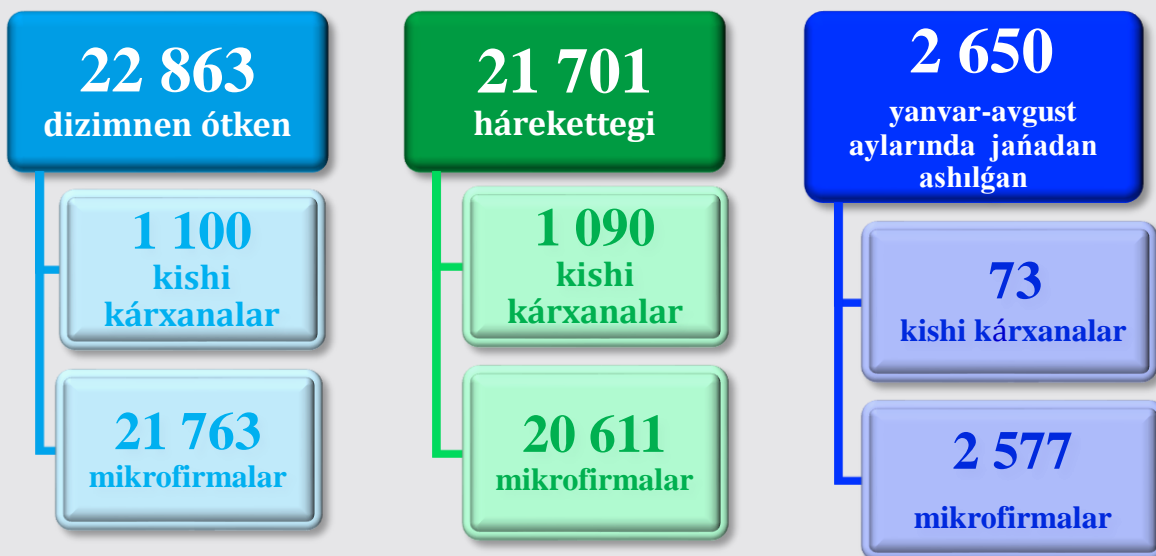 22 863
dizimnen ótken
1 100
kishi
kárxanalar
21 763
mikrofirmalar
21 701
hárekettegi
1 090
kishi
kárxanalar
20 611
mikrofirmalar
2 650
yanvar-avgust
aylarında jańadan
ashılǵan
73
kishi kárxanalar
2 577
mikrofirmalar